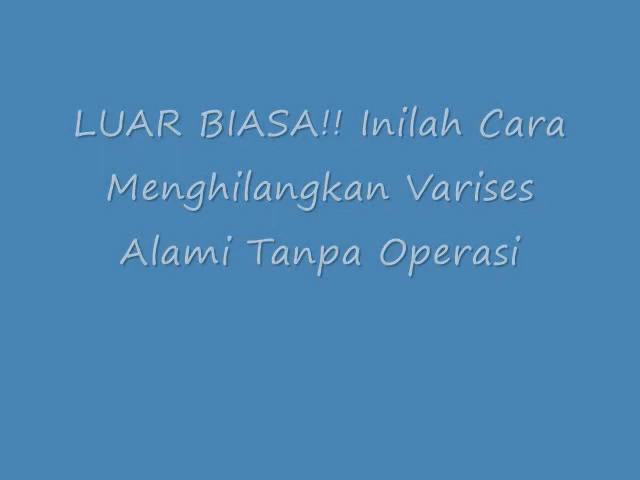 LUAR BIASA!! Inilah Cara
Menghilangkan Varises
Alami Tanpa Operasi